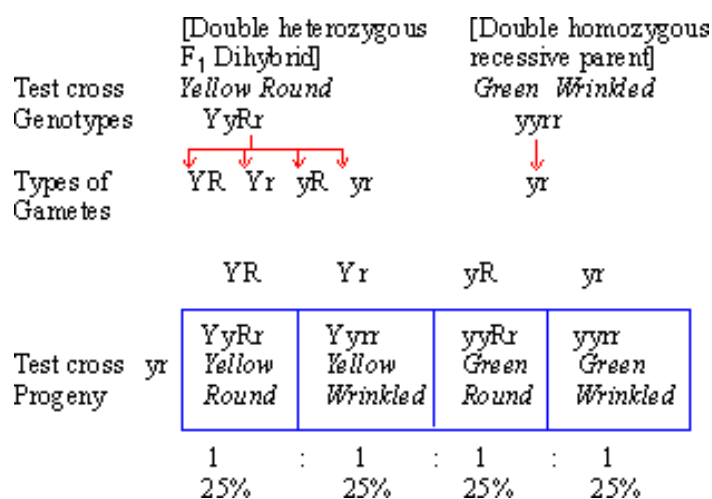 [Double heterozygous [Double homozygous
F1 Dihybrid] recessive parent]
Test cross Yellow Round Green Wrinkled
Genotypes YyRr yyrr
Types of YR Yr yR yr yr
Gametes
YR Yr yR yr
YyRr Yyrr yyRr yyrr
Test cross yr Yellow Yellow Green Green
Progeny Round Wrinkled Round Wrinkled
1 : 1 : 1 : 1
25% 25% 25% 25%